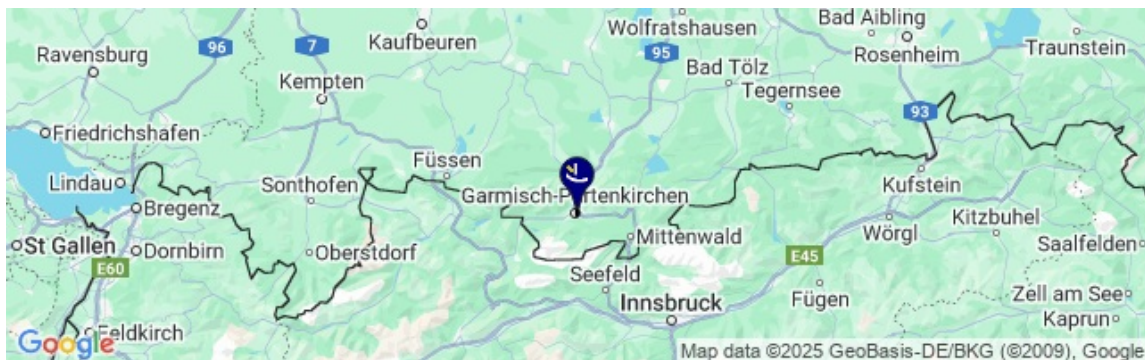 Wolfratshausen
Bad Aibling
Ravensburg
96
7
Kaufbeuren
95
Rosenheim
Traunstein
Kempten
Bad Tölz
Tegernsee
93
Friedrichshafen
Füssen
Lindau
Sonthofen
Garmisch-Partenkirchen
Kufstein
Bregenz
Kitzbuhel
St Gallen
Dornbirn
Oberstdorf
Mittenwald
Wörgl
Saalfelden
E60
E45
Seefeld
Innsbruck
Fügen
Zell am See
Kaprun
Feldkirch
Google
Map data ©2025 GeoBasis-DE/BKG (©2009), Google